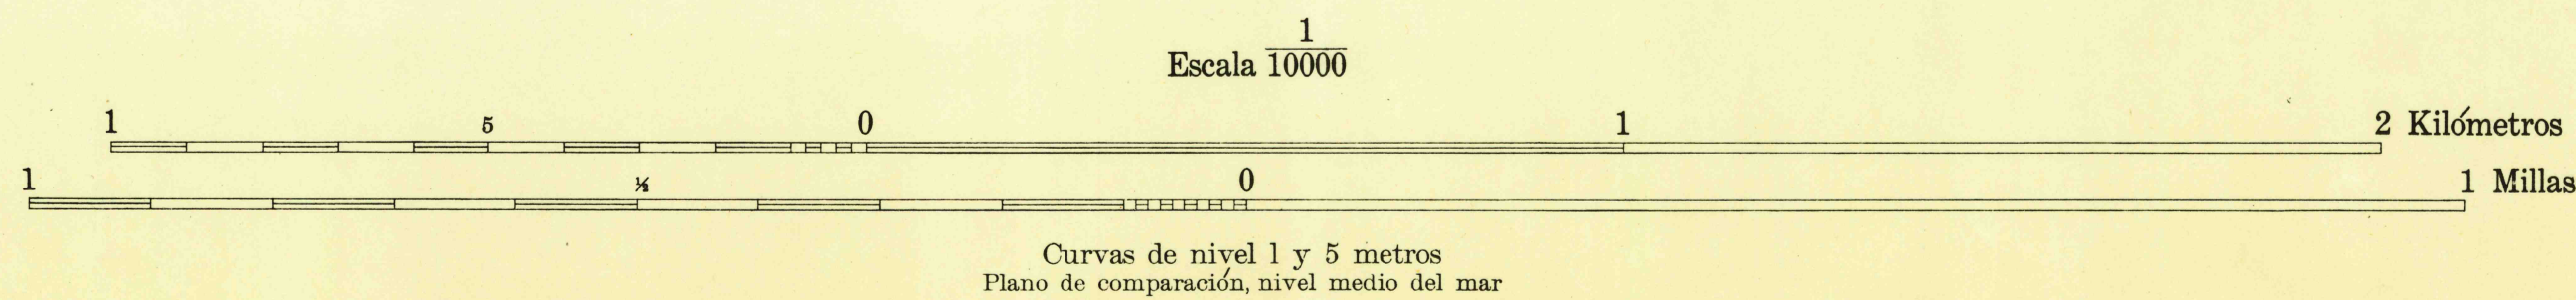 Escala 1/10000
1 5 0 1 2 Kilómetros
1 ½ 0 1 Millas
Curvas de nivel 1 y 5 metros
Plano de comparación, nivel medio del mar